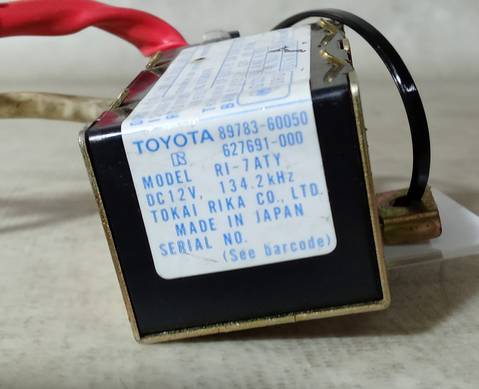 TOYOTA 89783-60050
R 627691-000
MODEL RI-7ATY
DC12V, 134.2kHz
TOKAI RIKA CO., LTD.
MADE IN JAPAN
SERIAL NO.
(See barcode)